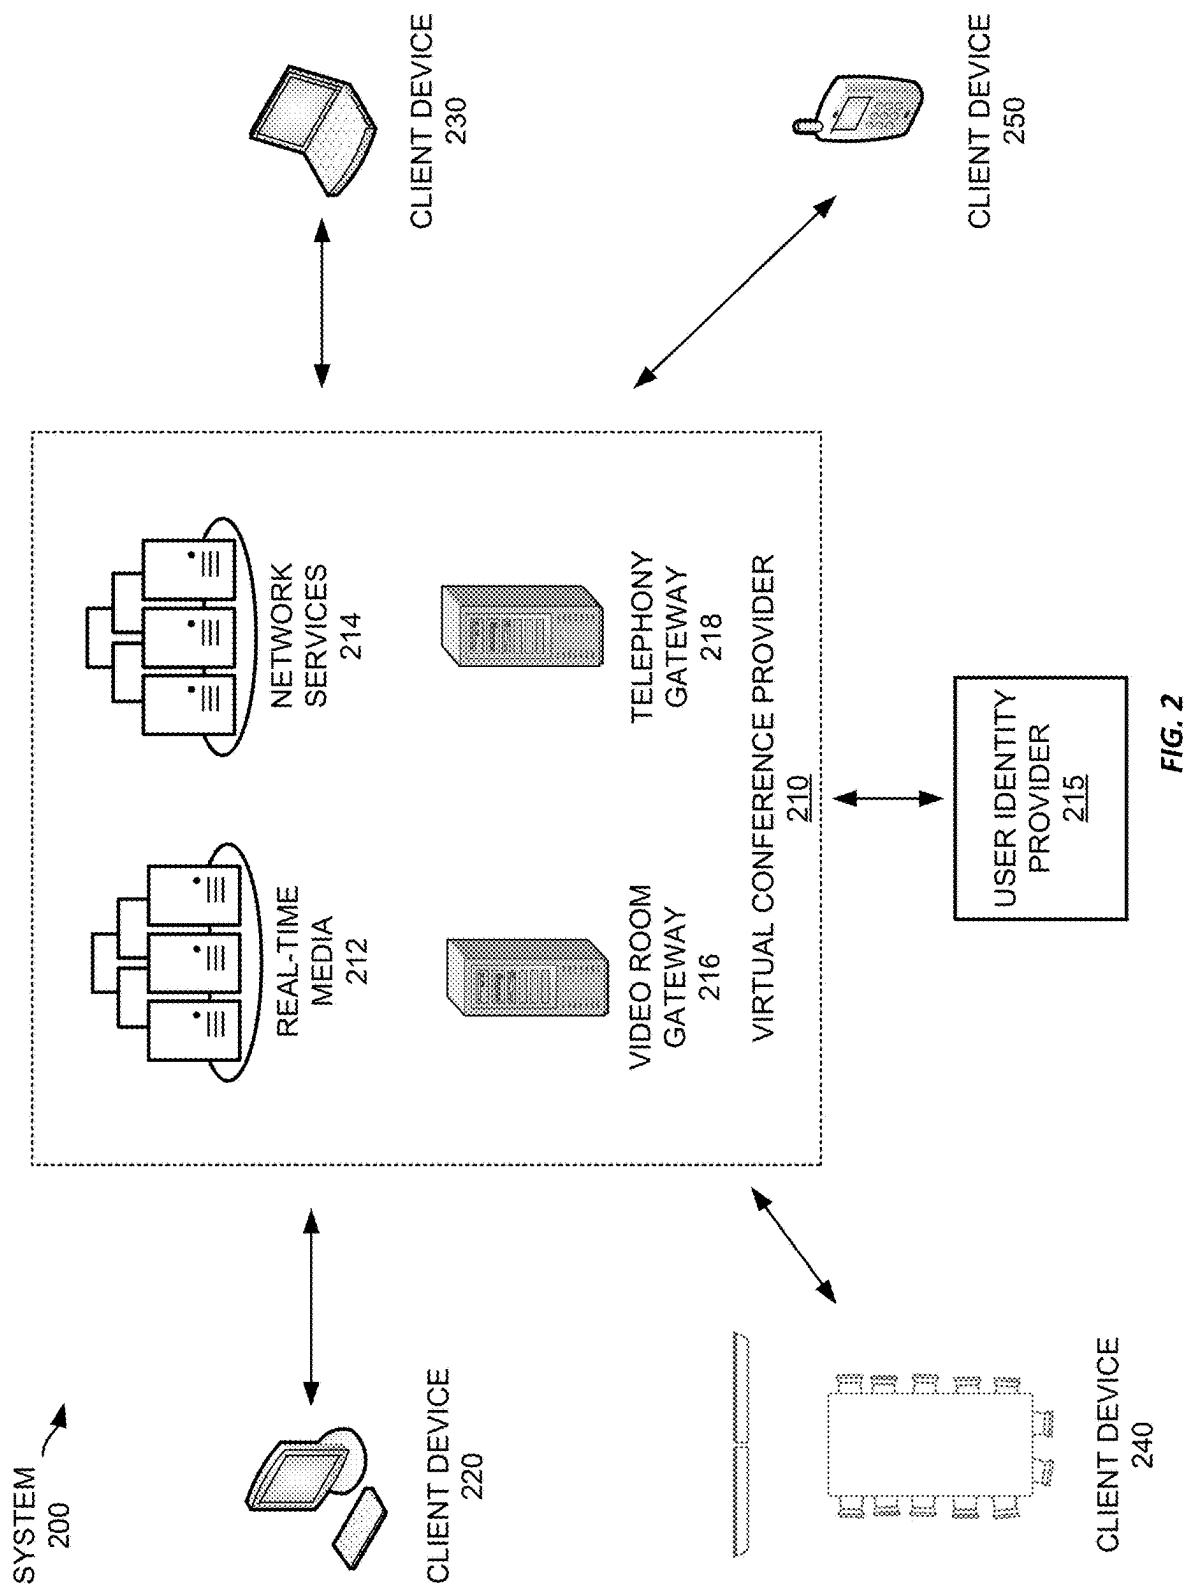 SYSTEM
200
REAL-TIME
MEDIA
212
NETWORK
SERVICES
214
CLIENT DEVICE
220
CLIENT DEVICE
230
VIDEO ROOM
GATEWAY
216
TELEPHONY
GATEWAY
218
VIRTUAL CONFERENCE PROVIDER
210
CLIENT DEVICE
240
USER IDENTITY
PROVIDER
215
CLIENT DEVICE
250
FIG. 2